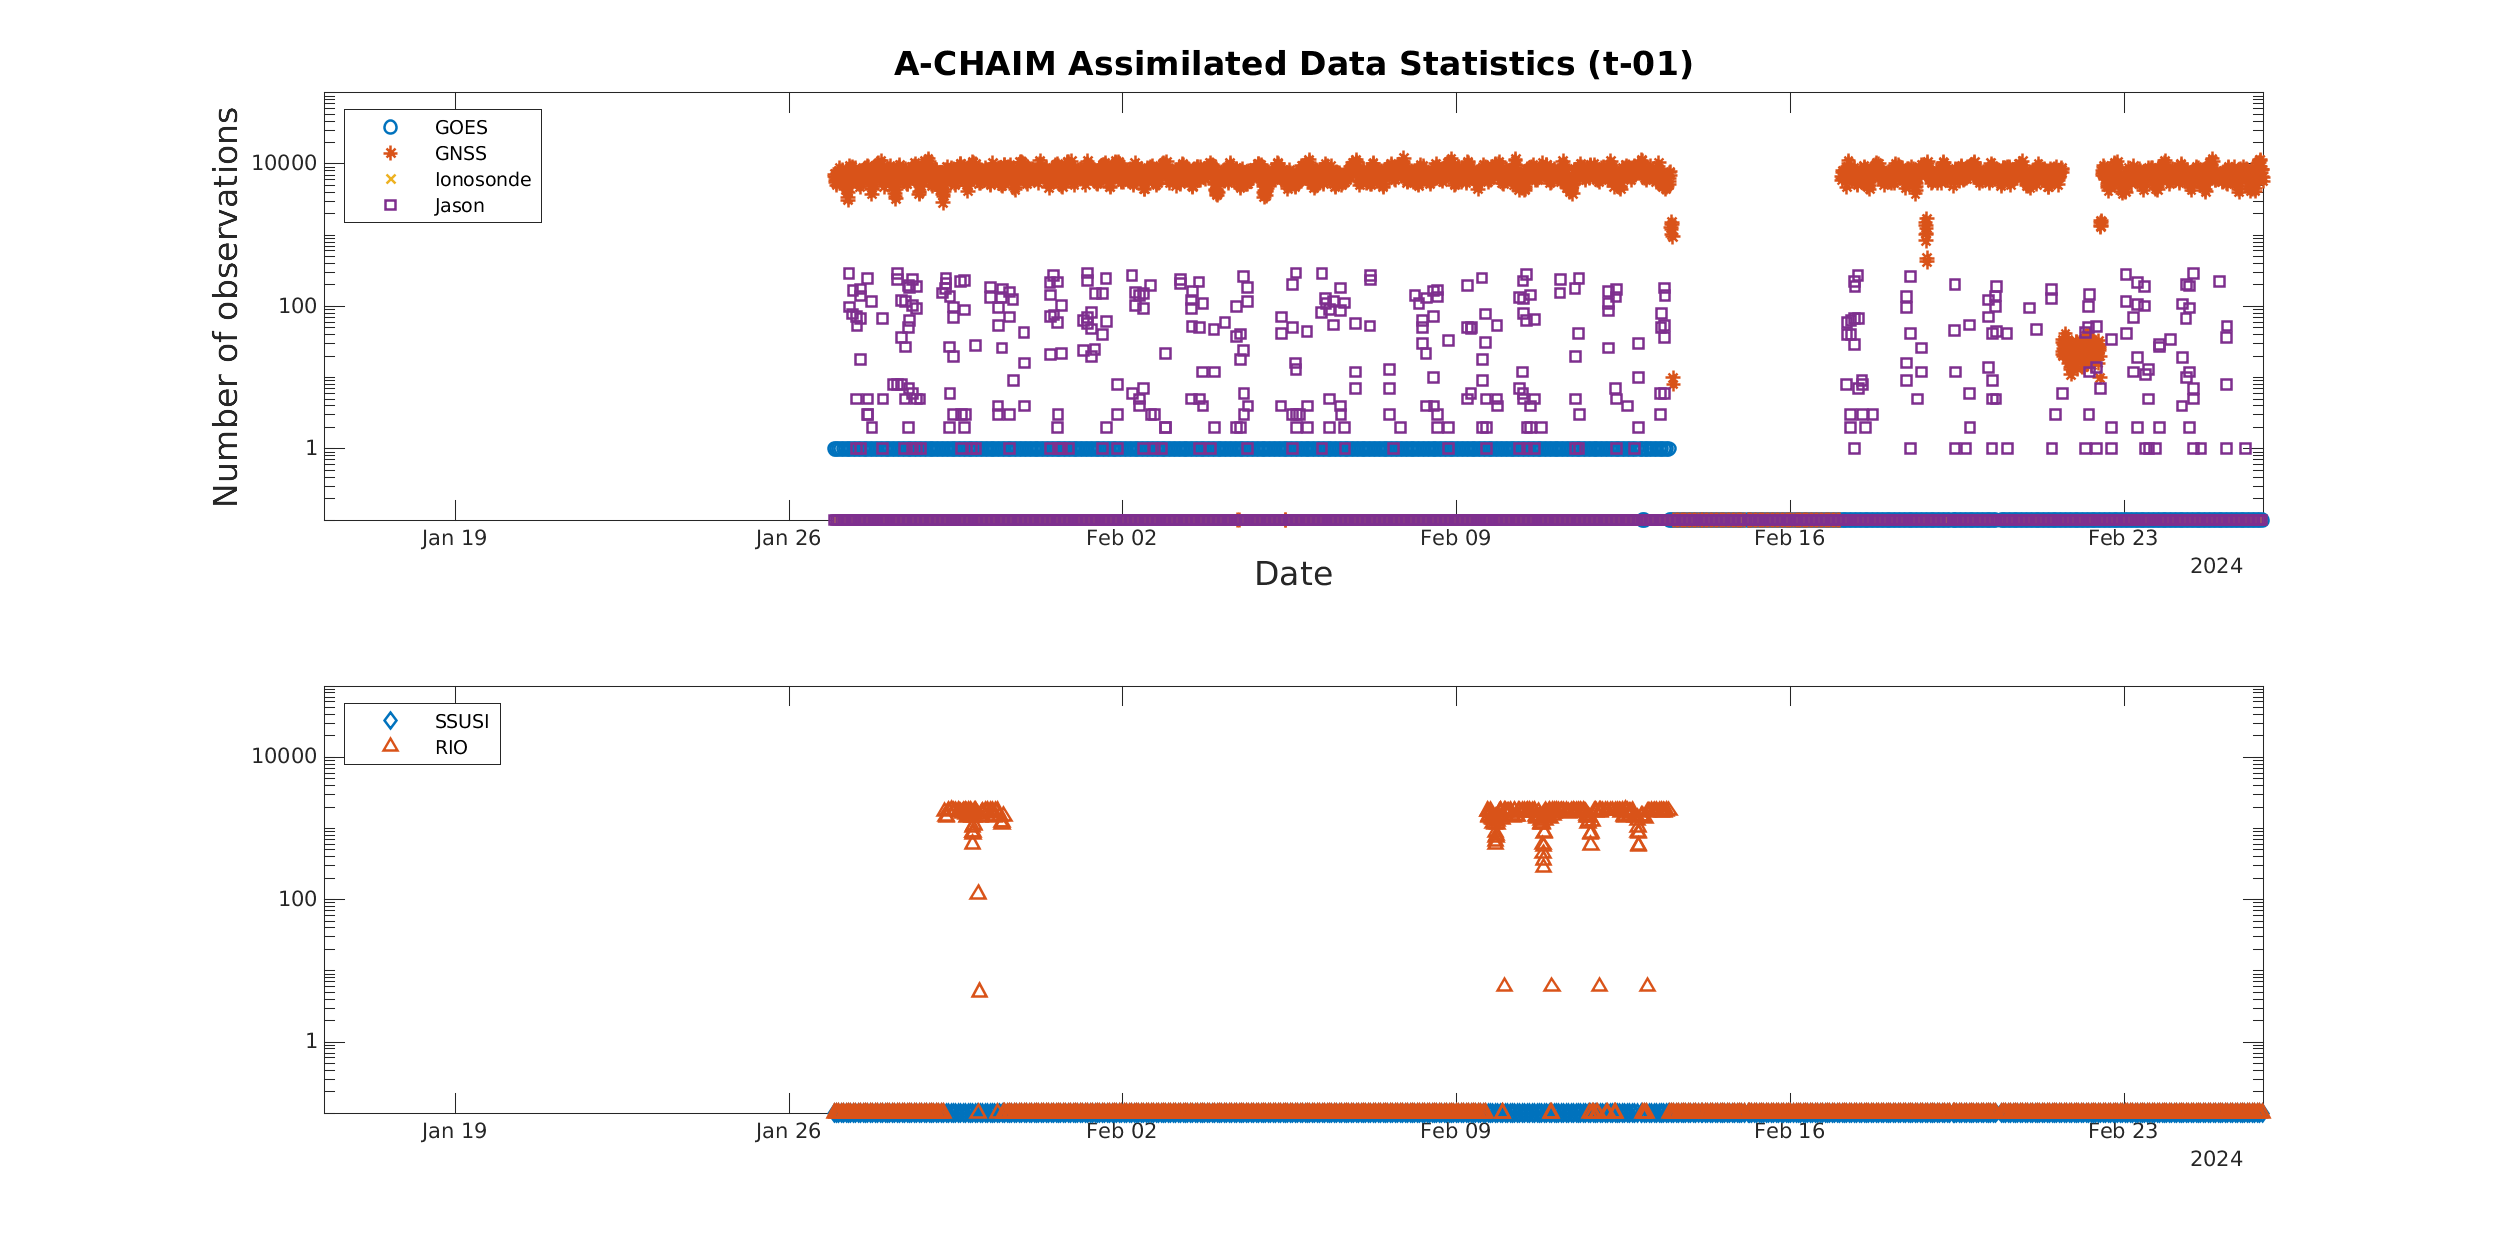 A-CHAIM Assimilated Data Statistics (t-01)
Number of observations
10000
100
1
GOES
GNSS
Ionosonde
Jason
Jan 19
Jan 26
Feb 02
Feb 09
Feb 16
Feb 23
2024
Date
10000
100
1
SSUSI
RIO
Jan 19
Jan 26
Feb 02
Feb 09
Feb 16
Feb 23
2024